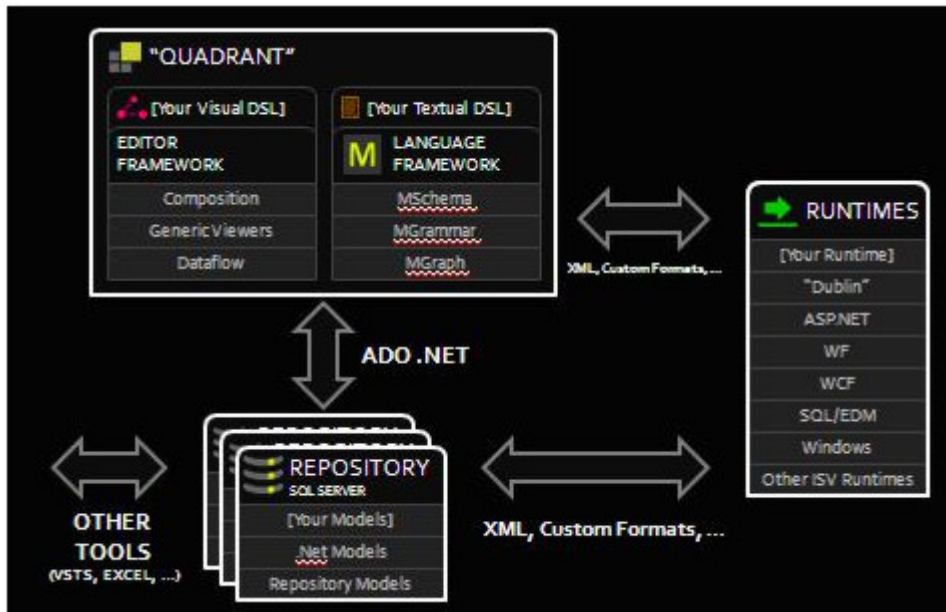 "QUADRANT"
[Your Visual DSL]
EDITOR
FRAMEWORK
Composition
Generic Viewers
Dataflow
[Your Textual DSL]
M
LANGUAGE
FRAMEWORK
MSchema
MGrammar
MGraph
XML, Custom Formats, ...
RUNTIMES
[Your Runtime]
"Dublin"
ASP.NET
WF
WCF
SQL/EDM
Windows
Other ISV Runtimes
ADO .NET
REPOSITORY
SQL SERVER
[Your Models]
.Net Models
Repository Models
OTHER
TOOLS
(VSTS, EXCEL, ...)
XML, Custom Formats, ...